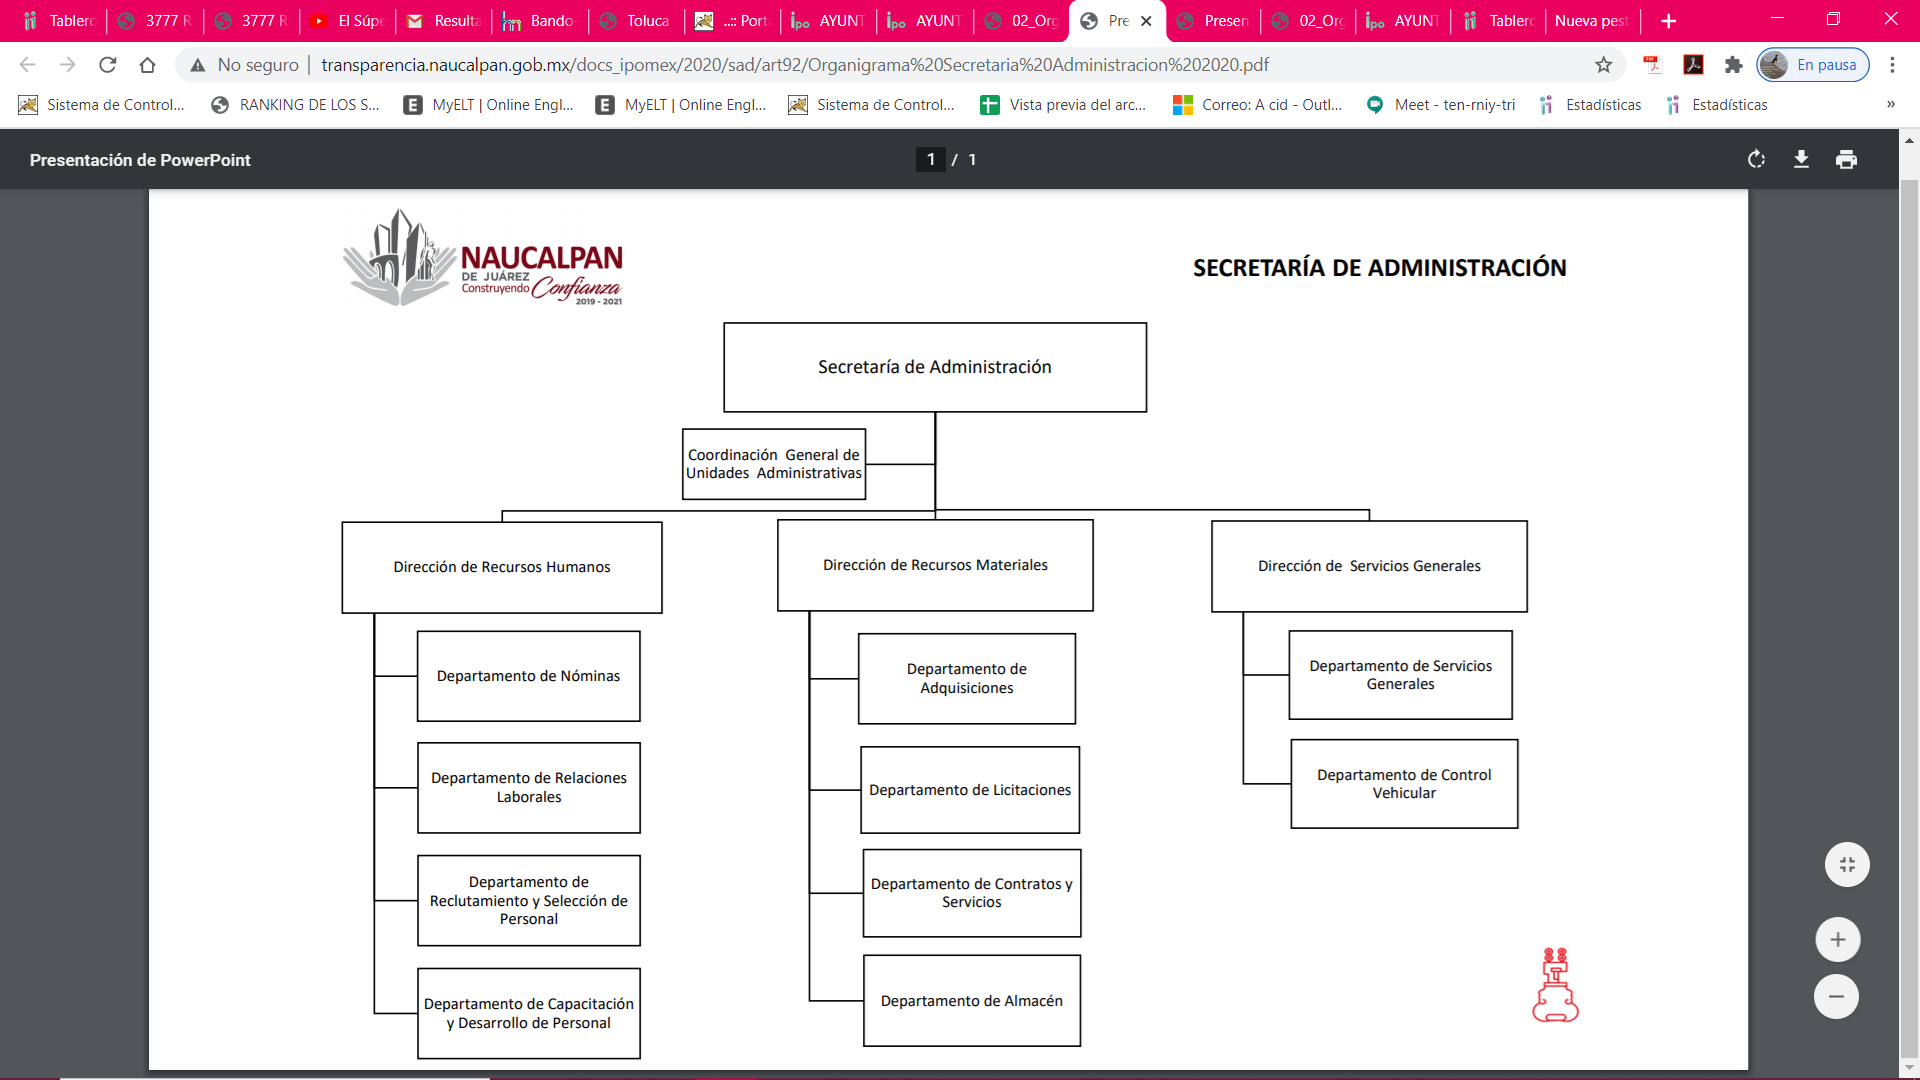 Tablero
3777 R
3777 R
El Súpe
Resulta
Bando
Toluca
..:: Port
AYUNT
AYUNT
02_Org
Pre
Presen
02_Org
AYUNT
Tablero
Nueva pest
No seguro | transparencia.naucalpan.gob.mx/docs_ipomex/2020/sad/art92/Organigrama%20Secretaria%20Administracion%202020.pdf
En pausa
Sistema de Control...
RANKING DE LOS S...
MyELT | Online Engl...
MyELT | Online Engl...
Sistema de Control...
Vista previa del arc...
Correo: A cid - Outl...
Meet - ten-rniy-tri
Estadísticas
Estadísticas
»
Presentación de PowerPoint
1 / 1
NAUCALPAN
DE JUÁREZ
Construyendo Confianza
2019 - 2021
SECRETARÍA DE ADMINISTRACIÓN
Secretaría de Administración
Coordinación General de
Unidades Administrativas
Dirección de Recursos Humanos
Dirección de Recursos Materiales
Dirección de Servicios Generales
Departamento de Nóminas
Departamento de Relaciones
Laborales
Departamento de
Reclutamiento y Selección de
Personal
Departamento de Capacitación
y Desarrollo de Personal
Departamento de
Adquisiciones
Departamento de Licitaciones
Departamento de Contratos y
Servicios
Departamento de Almacén
Departamento de Servicios
Generales
Departamento de Control
Vehicular